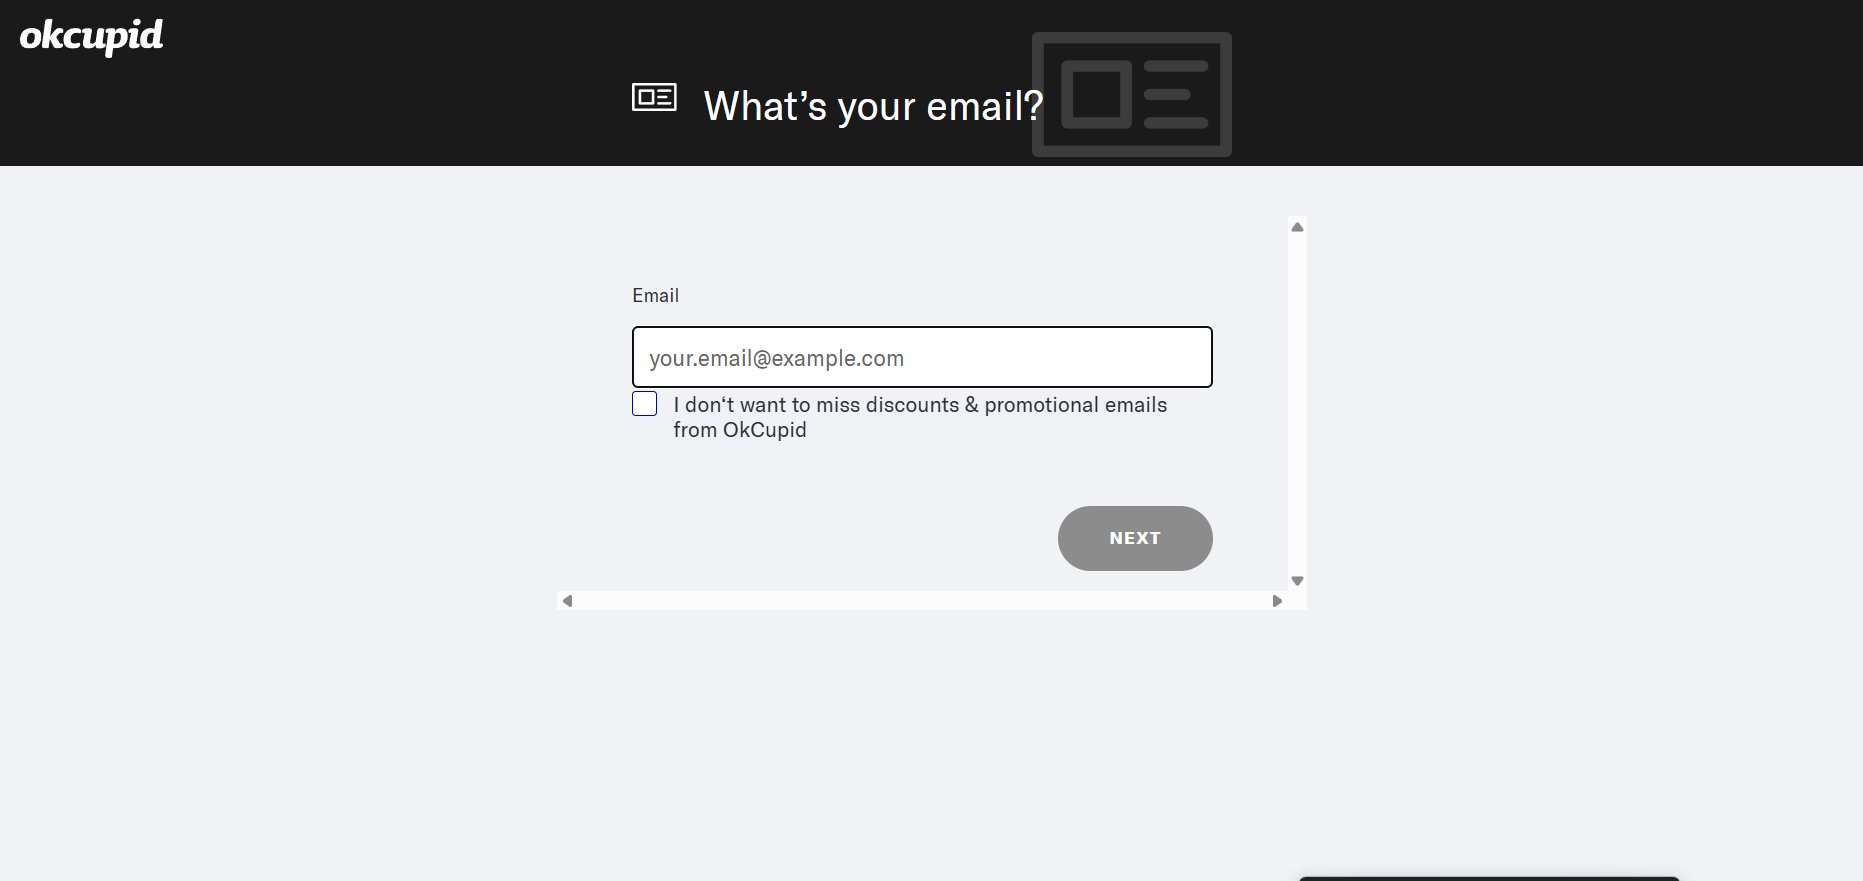 okcupid
What’s your email?
Email
your.email@example.com
I don‘t want to miss discounts & promotional emails
from OkCupid
NEXT